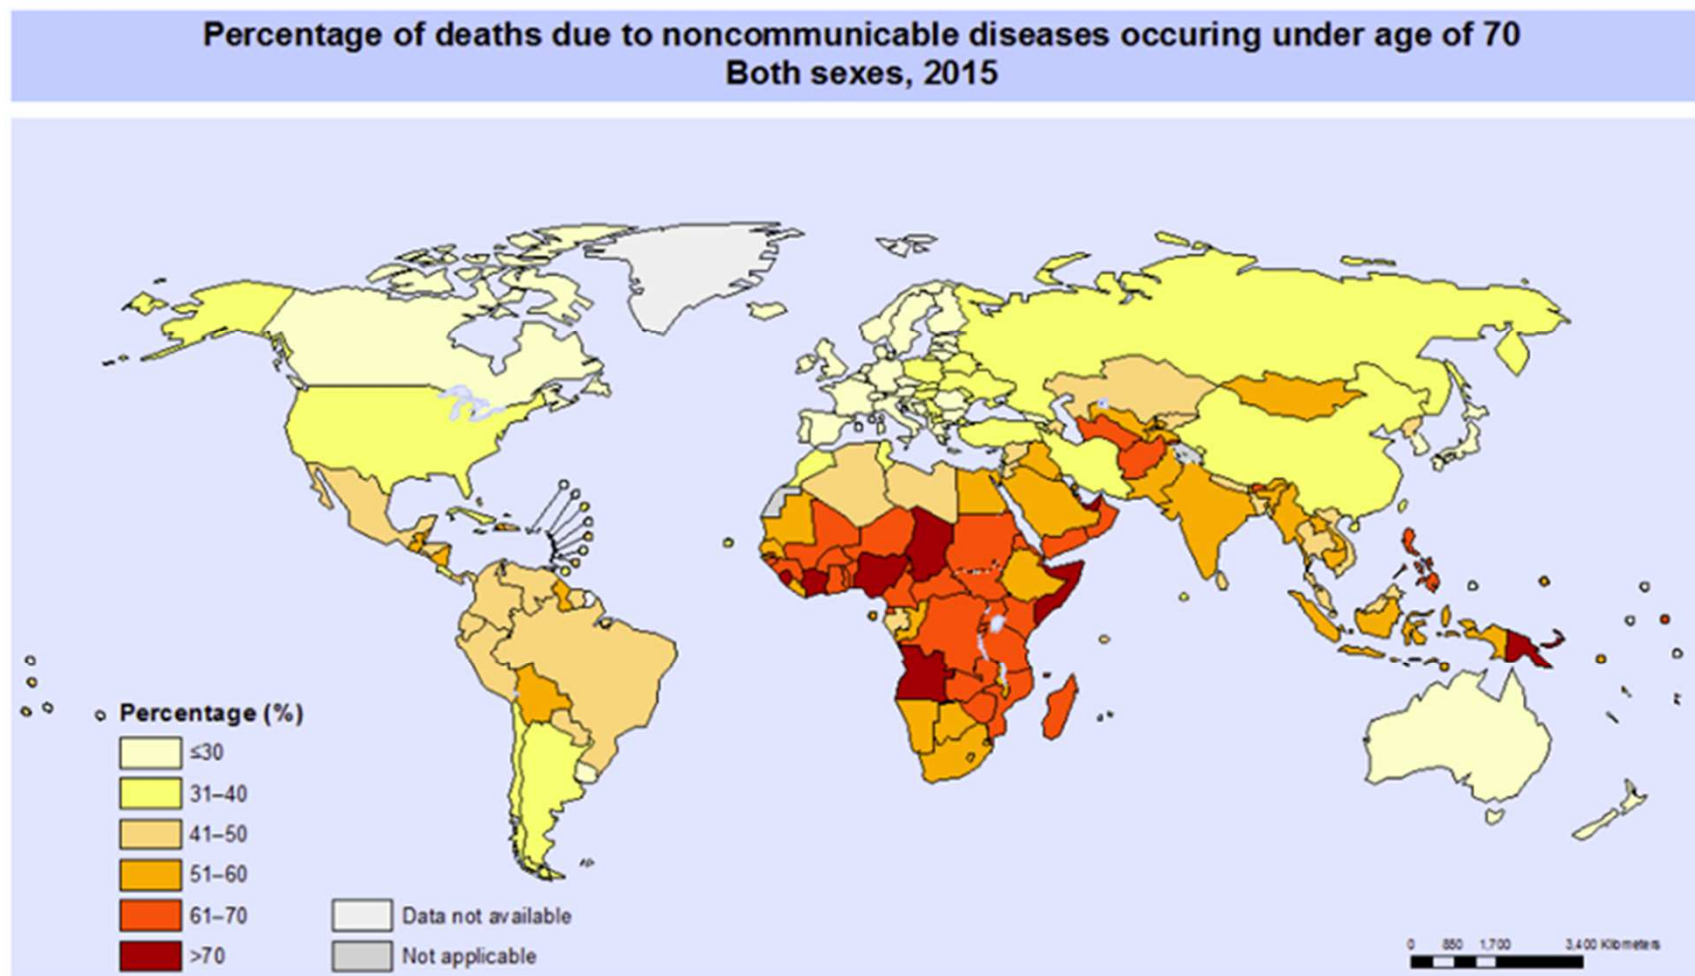 Percentage of deaths due to noncommunicable diseases occuring under age of 70
Both sexes, 2015
Percentage (%)
≤30
31–40
41–50
51–60
61–70
>70
Data not available
Not applicable
0 850 1,700 3,400 Kilometers